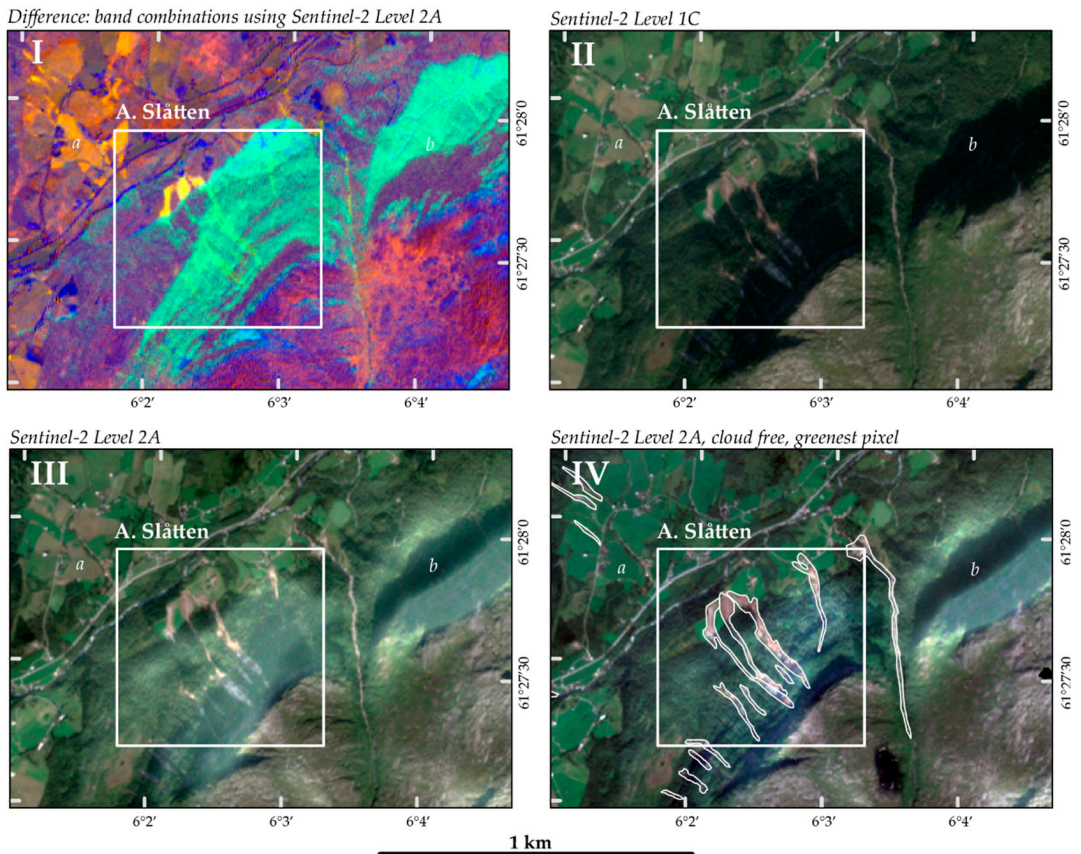 Difference: band combinations using Sentinel-2 Level 2A
Sentinel-2 Level 1C
I
A. Slåtten
a
b
61°28'0
61°27'30
6°2'
6°3'
6°4'
II
A. Slåtten
a
b
61°28'0
61°27'30
6°2'
6°3'
6°4'
Sentinel-2 Level 2A
Sentinel-2 Level 2A, cloud free, greenest pixel
III
A. Slåtten
a
b
61°28'0
61°27'30
6°2'
6°3'
6°4'
IV
A. Slåtten
a
b
61°28'0
61°27'30
6°2'
6°3'
6°4'
1 km